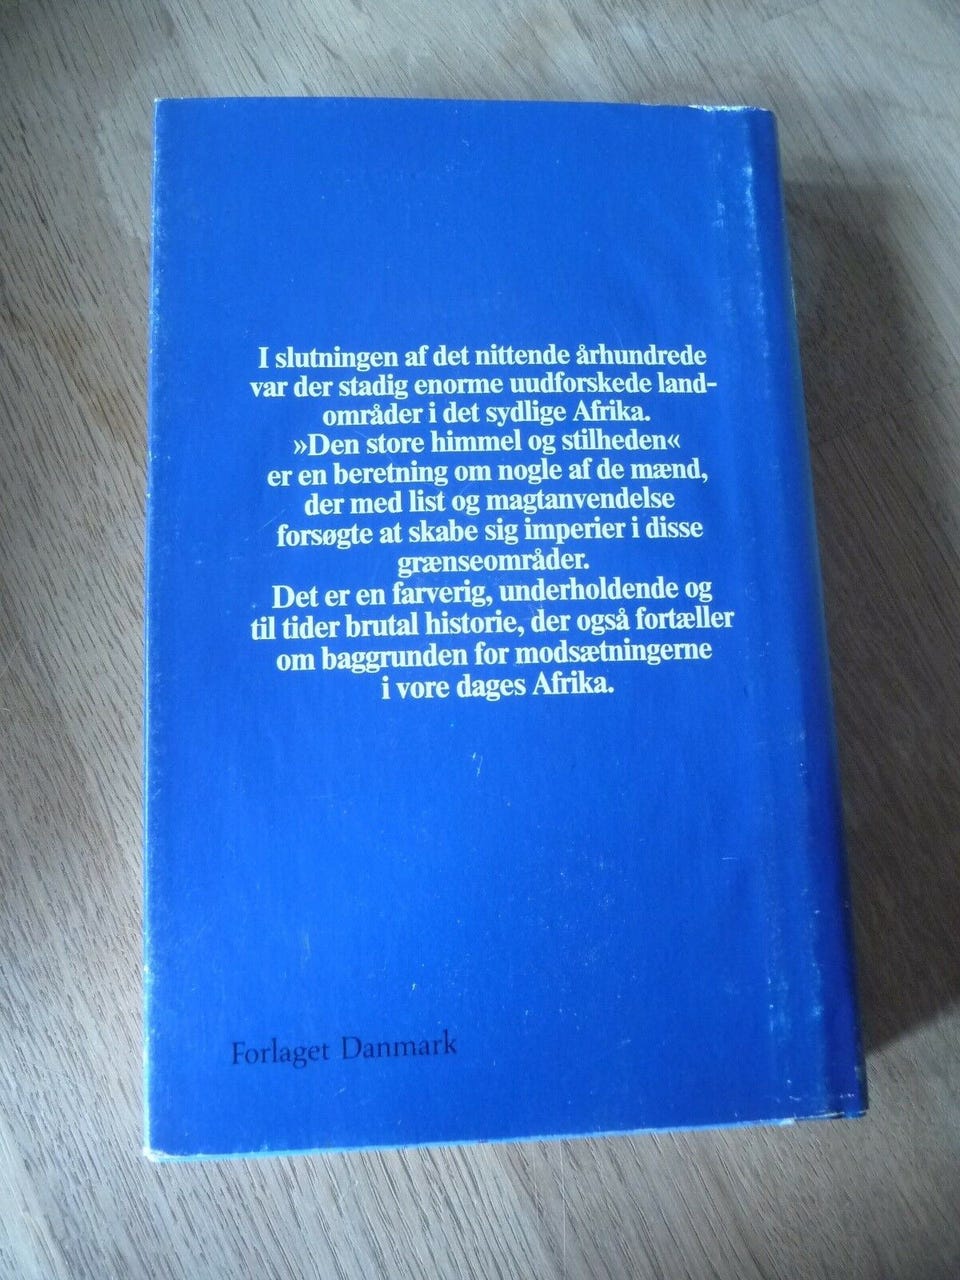 I slutningen af det nittende århundrede
var der stadig enorme uudforskede land-
områder i det sydlige Afrika.
»Den store himmel og stilheden«
er en beretning om nogle af de mænd,
der med list og magtanvendelse
forsøgte at skabe sig imperier i disse
grænseområder.
Det er en farverig, underholdende og
til tider brutal historie, der også fortæller
om baggrunden for modsætningerne
i vore dages Afrika.
Forlaget Danmark